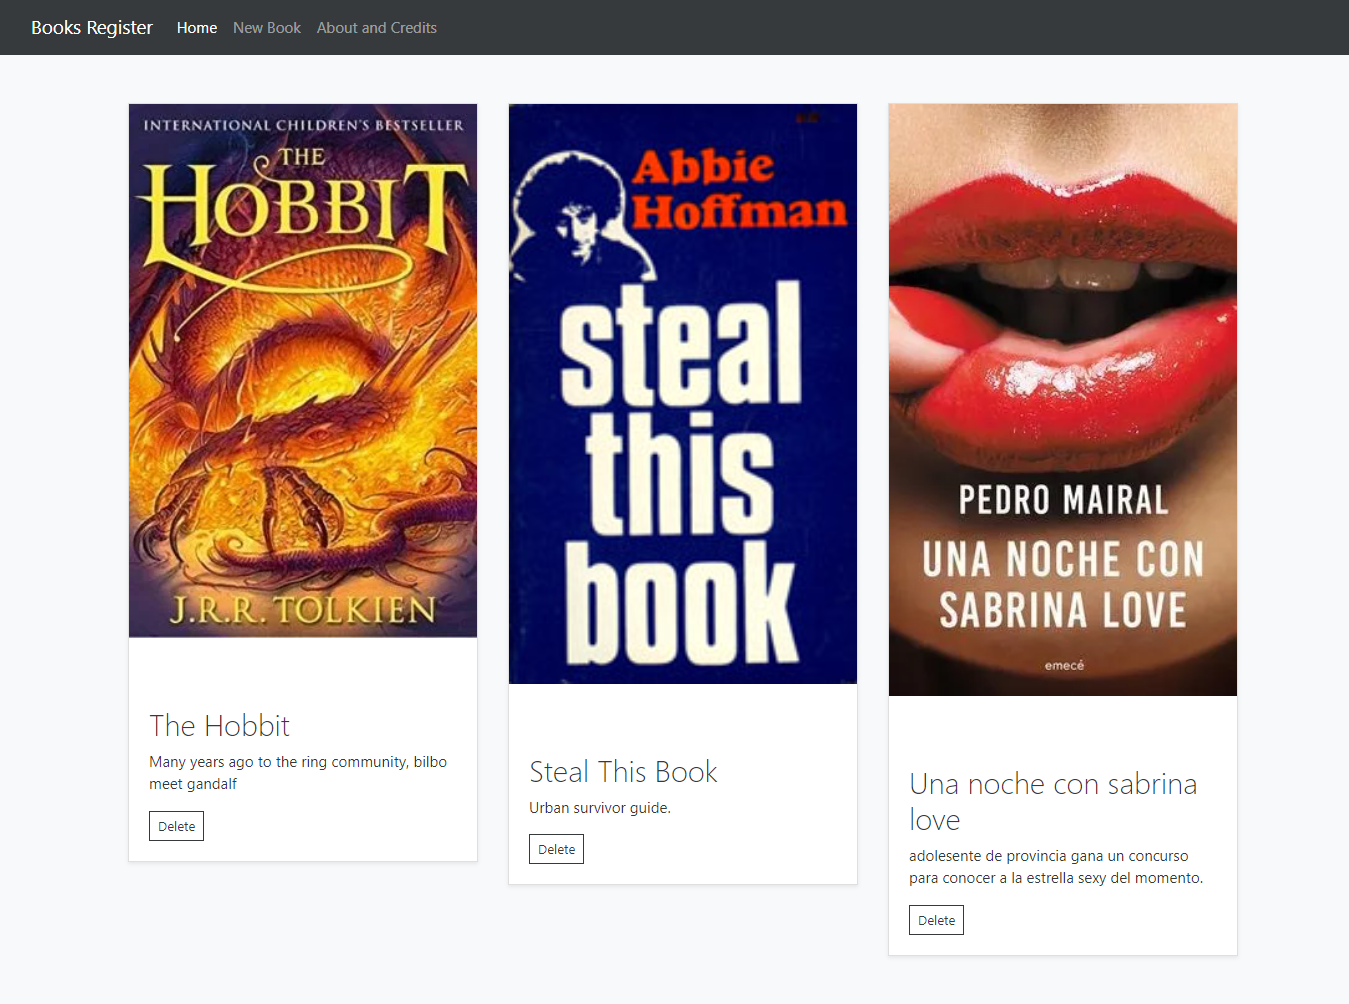 Books Register
Home
New Book
About and Credits
INTERNATIONAL CHILDREN'S BESTSELLER
THE
HOBBIT
J.R.R. TOLKIEN
The Hobbit
Many years ago to the ring community, bilbo
meet gandalf
Delete
Abbie
Hoffman
steal
this
book
Steal This Book
Urban survivor guide.
Delete
PEDRO MAIRAL
UNA NOCHE CON
SABRINA LOVE
emecé
Una noche con sabrina
love
adolesente de provincia gana un concurso
para conocer a la estrella sexy del momento.
Delete